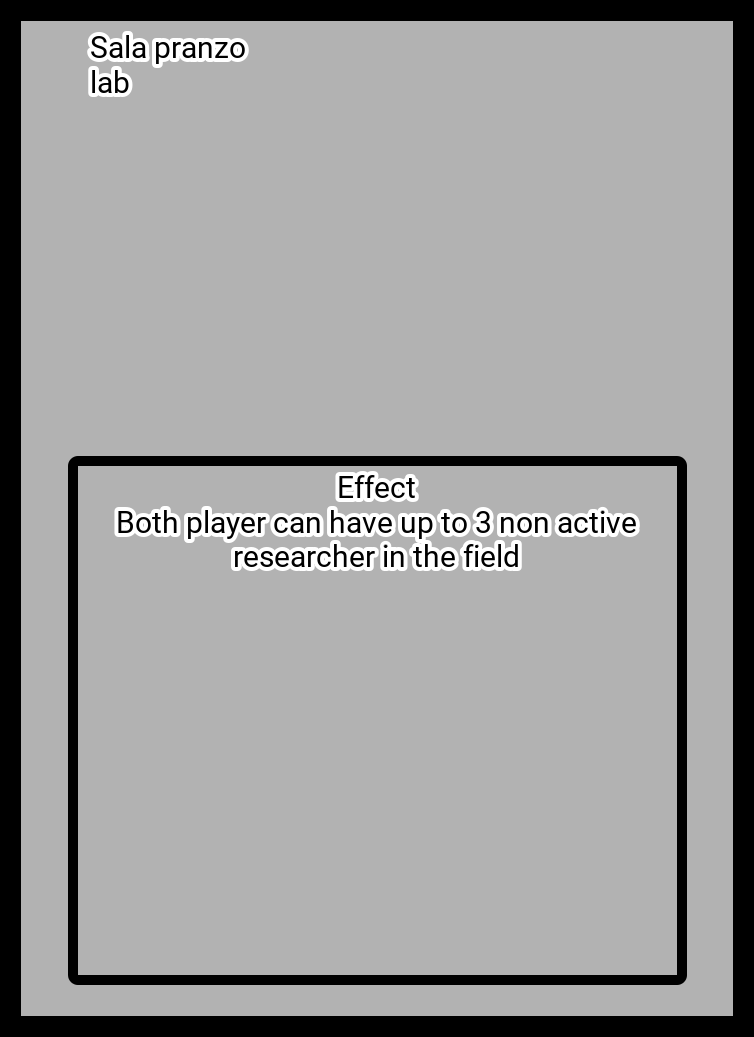 Sala pranzo
lab
Effect
Both player can have up to 3 non active
researcher in the field